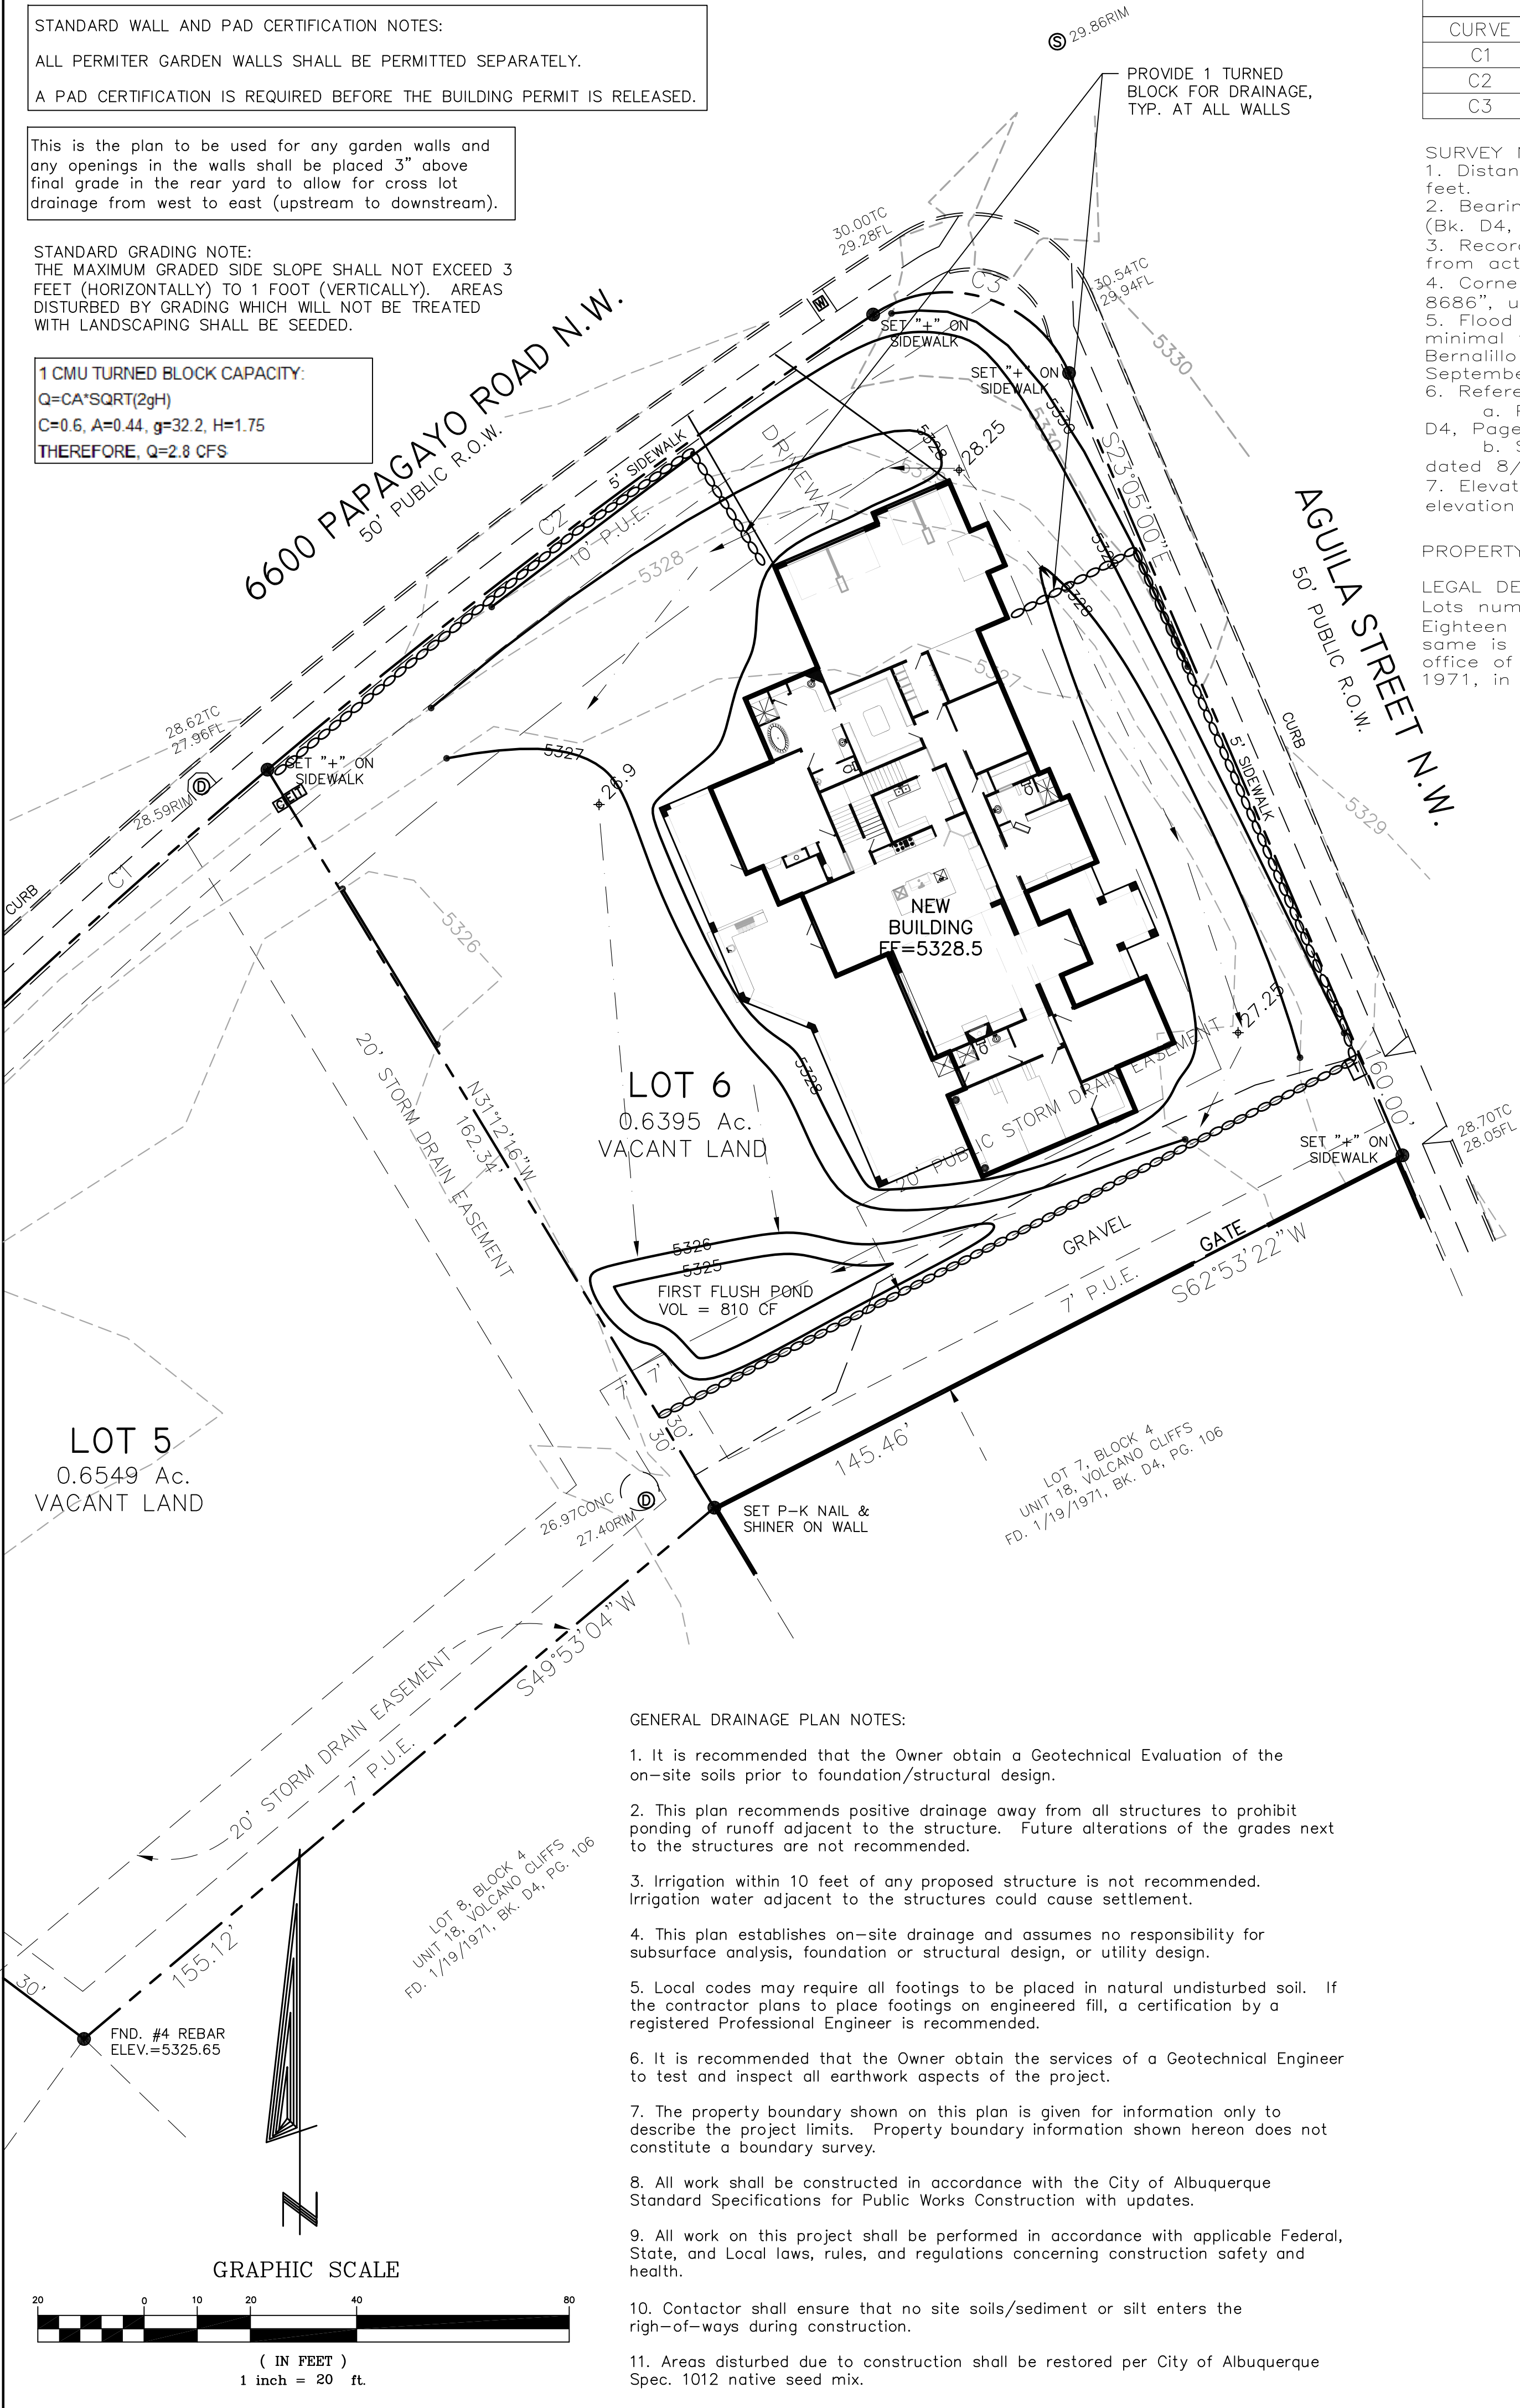 STANDARD WALL AND PAD CERTIFICATION NOTES:
ALL PERMITER GARDEN WALLS SHALL BE PERMITTED SEPARATELY.
A PAD CERTIFICATION IS REQUIRED BEFORE THE BUILDING PERMIT IS RELEASED.
This is the plan to be used for any garden walls and
any openings in the walls shall be placed 3" above
final grade in the rear yard to allow for cross lot
drainage from west to east (upstream to downstream).
STANDARD GRADING NOTE:
THE MAXIMUM GRADED SIDE SLOPE SHALL NOT EXCEED 3
FEET (HORIZONTALLY) TO 1 FOOT (VERTICALLY). AREAS
DISTURBED BY GRADING WHICH WILL NOT BE TREATED
WITH LANDSCAPING SHALL BE SEEDED.
1 CMU TURNED BLOCK CAPACITY:
Q=CA*SQRT(2gH)
C=0.6, A=0.44, g=32.2, H=1.75
THEREFORE, Q=2.8 CFS
S 29.86RIM
PROVIDE 1 TURNED
BLOCK FOR DRAINAGE,
TYP. AT ALL WALLS
CURVE
C1
C2
C3
SURVEY
1. Distan
feet.
2. Bearin
(Bk. D4,
3. Recor
from act
4. Corne
8686", u
5. Flood
minimal
Bernalillo
Septembe
6. Refere
a.
D4, Page
b.
dated 8/
7. Elevat
elevation
PROPERTY
LEGAL DE
Lots num
Eighteen
same is
office of
1971, in
6600 PAPAGAYO ROAD N.W.
50' PUBLIC R.O.W.
30.00TC
29.28FL
C3
30.54TC
29.94FL
5330
W
SET "+" ON
SIDEWALK
SET "+" ON
SIDEWALK
5330
5330
S23°05'00"E
5' SIDEWALK
C2
10' P.U.E.
DRIVEWAY
5328
28.25
5328
5328
5327
AGUILA STREET N.W.
50' PUBLIC R.O.W.
CURB
5' SIDEWALK
5329
28.62TC
27.96FL
D
28.59RIM
SET "+" ON
SIDEWALK
5327
26.9
CURB
C1
5326
NEW
BUILDING
FF=5328.5
27.25
20' STORM DRAIN EASEMENT
N31°12'16"W
162.34'
LOT 6
0.6395 Ac.
VACANT LAND
5328
20' PUBLIC STORM DRAIN EASEMENT
160.00'
SET "+" ON
SIDEWALK
28.70TC
28.05FL
5326
5325
FIRST FLUSH POND
VOL = 810 CF
GRAVEL
GATE
7' P.U.E.
S62°53'22"W
7'
7'
30'
30'
145.46'
LOT 7, BLOCK 4
UNIT 18, VOLCANO CLIFFS
FD. 1/19/1971, BK. D4, PG. 106
LOT 5
0.6549 Ac.
VACANT LAND
26.97CONC
D
27.40RIM
SET P-K NAIL &
SHINER ON WALL
20' STORM DRAIN EASEMENT
7' P.U.E.
S49°53'04"W
155.12'
30'
LOT 8, BLOCK 4
UNIT 18, VOLCANO CLIFFS
FD. 1/19/1971, BK. D4, PG. 106
FND. #4 REBAR
ELEV.=5325.65
N
GRAPHIC SCALE
20 0 10 20 40 80
( IN FEET )
1 inch = 20 ft.
GENERAL DRAINAGE PLAN NOTES:
1. It is recommended that the Owner obtain a Geotechnical Evaluation of the
on-site soils prior to foundation/structural design.
2. This plan recommends positive drainage away from all structures to prohibit
ponding of runoff adjacent to the structure. Future alterations of the grades next
to the structures are not recommended.
3. Irrigation within 10 feet of any proposed structure is not recommended.
Irrigation water adjacent to the structures could cause settlement.
4. This plan establishes on-site drainage and assumes no responsibility for
subsurface analysis, foundation or structural design, or utility design.
5. Local codes may require all footings to be placed in natural undisturbed soil. If
the contractor plans to place footings on engineered fill, a certification by a
registered Professional Engineer is recommended.
6. It is recommended that the Owner obtain the services of a Geotechnical Engineer
to test and inspect all earthwork aspects of the project.
7. The property boundary shown on this plan is given for information only to
describe the project limits. Property boundary information shown hereon does not
constitute a boundary survey.
8. All work shall be constructed in accordance with the City of Albuquerque
Standard Specifications for Public Works Construction with updates.
9. All work on this project shall be performed in accordance with applicable Federal,
State, and Local laws, rules, and regulations concerning construction safety and
health.
10. Contactor shall ensure that no site soils/sediment or silt enters the
righ-of-ways during construction.
11. Areas disturbed due to construction shall be restored per City of Albuquerque
Spec. 1012 native seed mix.